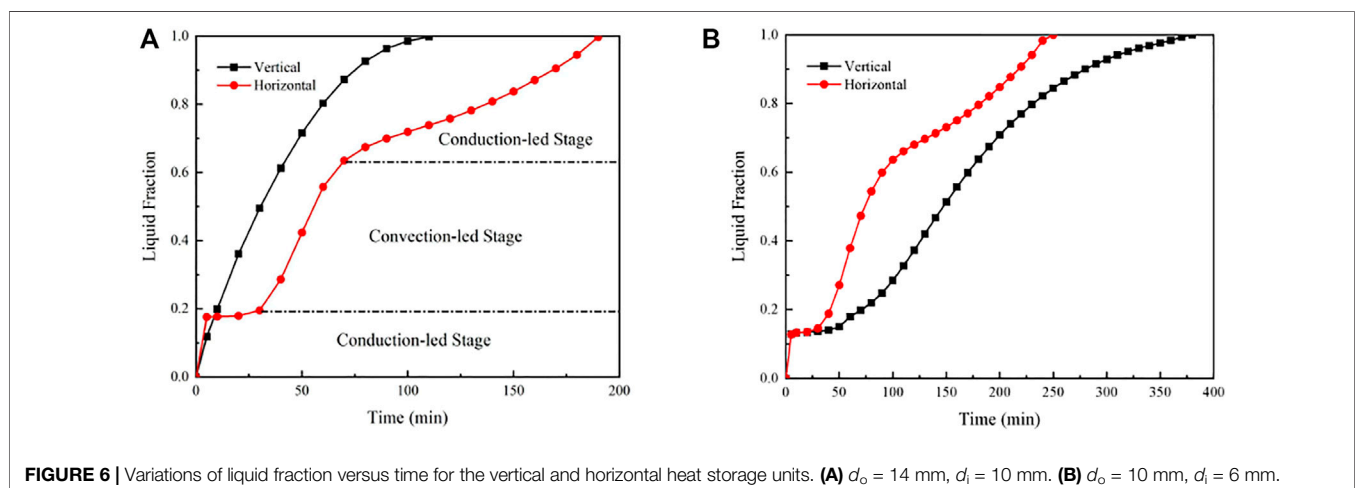 A
1.0
0.8
0.6
0.4
0.2
0.0
Liquid Fraction
Vertical
Horizontal
Conduction-led Stage
Convection-led Stage
Conduction-led Stage
0 50 100 150 200
Time (min)
B
1.0
0.8
0.6
0.4
0.2
0.0
Liquid Fraction
Vertical
Horizontal
0 50 100 150 200 250 300 350 400
Time (min)
FIGURE 6 | Variations of liquid fraction versus time for the vertical and horizontal heat storage units. (A) dₒ = 14 mm, dᵢ = 10 mm. (B) dₒ = 10 mm, dᵢ = 6 mm.